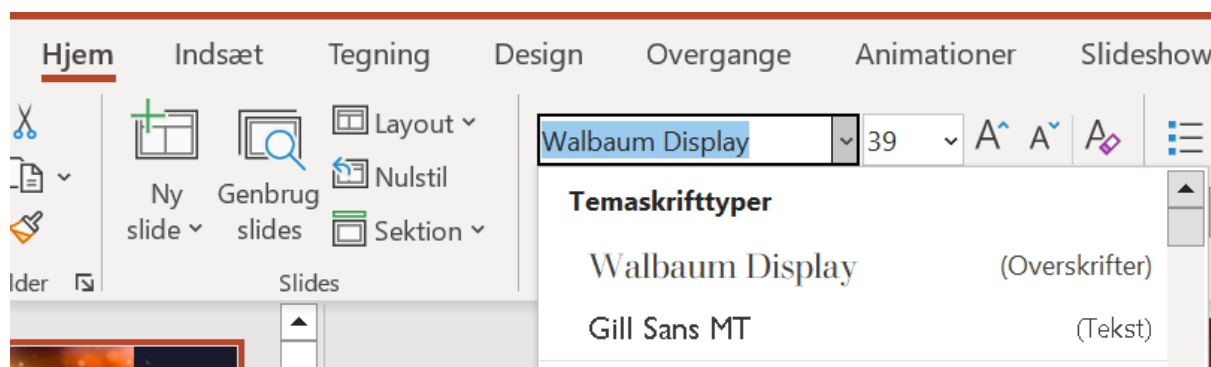 Hjem Indsæt Tegning Design Overgange Animationer Slideshow
Layout
Walbaum Display 39
Nulstil
Ny slide
Genbrug slides
Sektion
Slides
Temaskrifttyper
Walbaum Display (Overskrifter)
Gill Sans MT (Tekst)